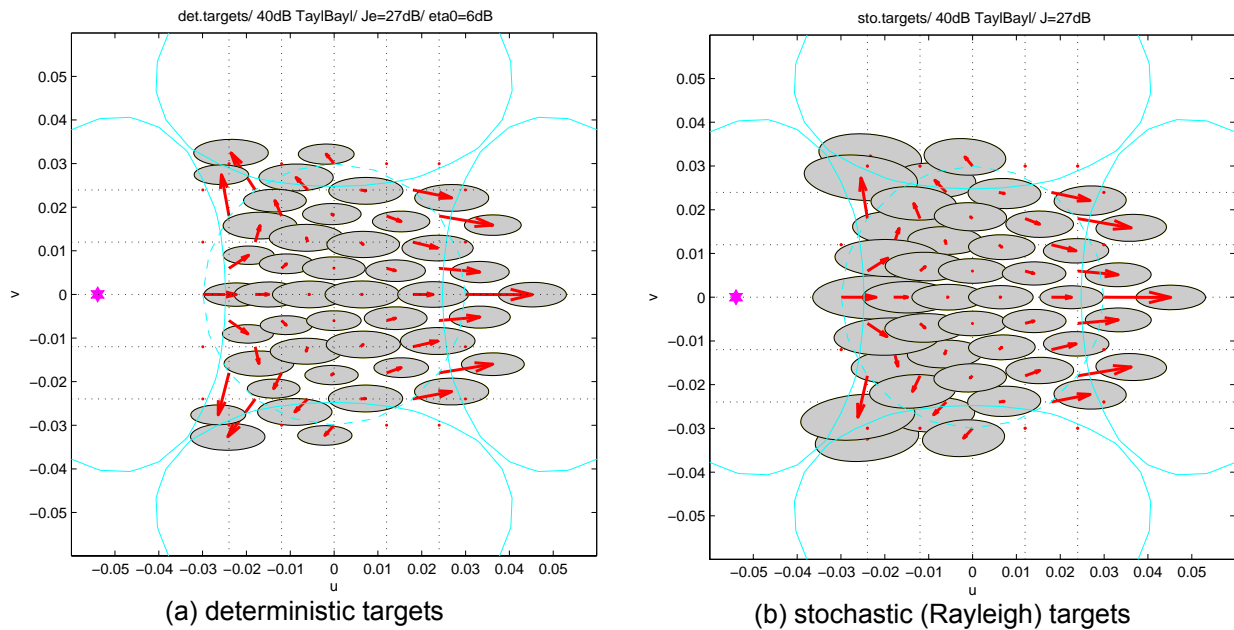 det.targets/ 40dB TaylBayl/ Je=27dB/ eta0=6dB
0.05
0.04
0.03
0.02
0.01
0
−0.01
−0.02
−0.03
−0.04
−0.05
v
−0.05 −0.04 −0.03 −0.02 −0.01 0 0.01 0.02 0.03 0.04 0.05
u
(a) deterministic targets
sto.targets/ 40dB TaylBayl/ J=27dB
0.05
0.04
0.03
0.02
0.01
0
−0.01
−0.02
−0.03
−0.04
−0.05
v
−0.05 −0.04 −0.03 −0.02 −0.01 0 0.01 0.02 0.03 0.04 0.05
u
(b) stochastic (Rayleigh) targets